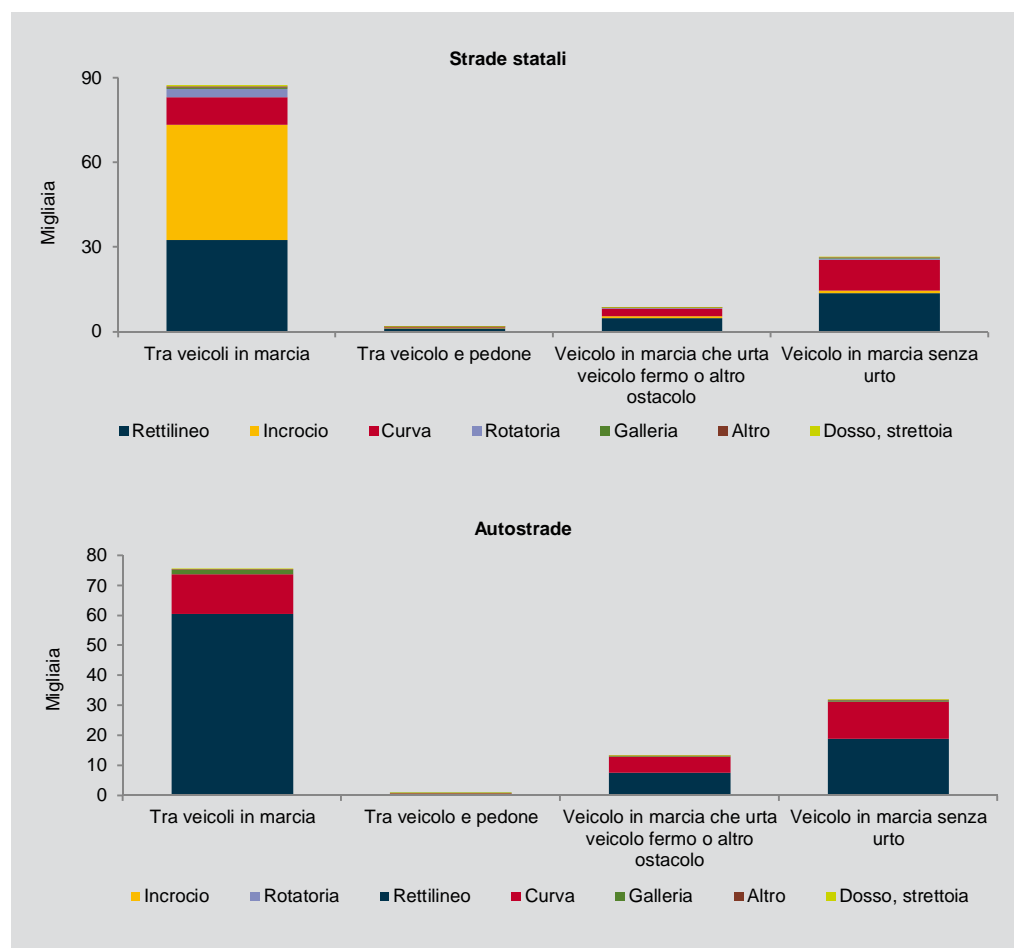 Strade statali
90
60
30
0
Migliaia
Tra veicoli in marcia
Tra veicolo e pedone
Veicolo in marcia che urta
veicolo fermo o altro
ostacolo
Veicolo in marcia senza
urto
Rettilineo Incrocio Curva Rotatoria Galleria Altro Dosso, strettoia
Autostrade
80
70
60
50
40
30
20
10
0
Migliaia
Tra veicoli in marcia
Tra veicolo e pedone
Veicolo in marcia che urta
veicolo fermo o altro
ostacolo
Veicolo in marcia senza
urto
Incrocio Rotatoria Rettilineo Curva Galleria Altro Dosso, strettoia